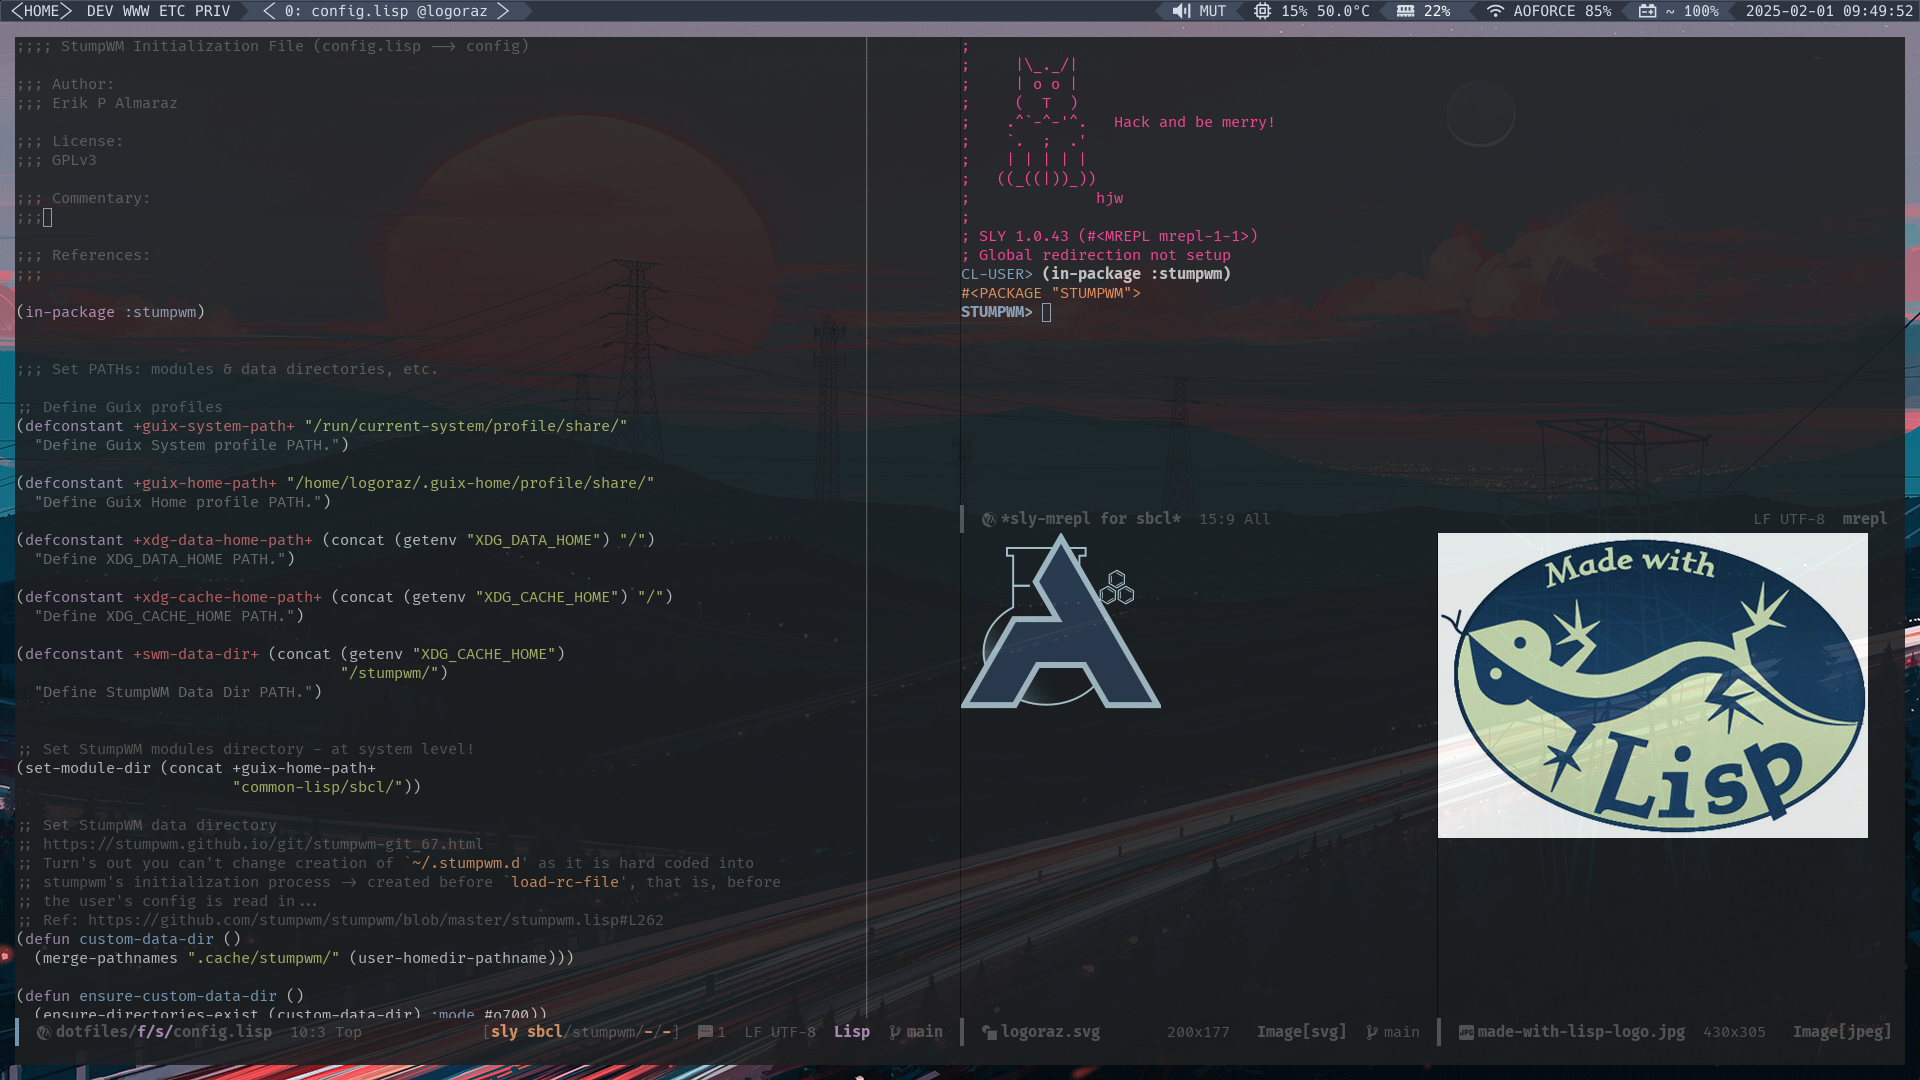 <HOME> DEV WWW ETC PRIV < 0: config.lisp @logoraz > MUT 15% 50.0°C 22% AOFORCE 85% ~ 100% 2025-02-01 09:49:52
;;;; StumpWM Initialization File (config.lisp --> config)
;;; Author:
;;; Erik P Almaraz
;;; License:
;;; GPLv3
;;; Commentary:
;;;
;;; References:
;;;
(in-package :stumpwm)
;;; Set PATHs: modules & data directories, etc.
;; Define Guix profiles
(defconstant +guix-system-path+ "/run/current-system/profile/share/"
  "Define Guix System profile PATH.")
(defconstant +guix-home-path+ "/home/logoraz/.guix-home/profile/share/"
  "Define Guix Home profile PATH.")
(defconstant +xdg-data-home-path+ (concat (getenv "XDG_DATA_HOME") "/")
  "Define XDG_DATA_HOME PATH.")
(defconstant +xdg-cache-home-path+ (concat (getenv "XDG_CACHE_HOME") "/")
  "Define XDG_CACHE_HOME PATH.")
(defconstant +swm-data-dir+ (concat (getenv "XDG_CACHE_HOME")
                                    "/stumpwm/")
  "Define StumpWM Data Dir PATH.")
;; Set StumpWM modules directory - at system level!
(set-module-dir (concat +guix-home-path+
                        "common-lisp/sbcl/"))
;; Set StumpWM data directory
;; https://stumpwm.github.io/git/stumpwm-git_67.html
;; Turn's out you can't change creation of `~/.stumpwm.d' as it is hard coded into
;; stumpwm's initialization process -> created before `load-rc-file', that is, before
;; the user's config is read in...
;; Ref: https://github.com/stumpwm/stumpwm/blob/master/stumpwm.lisp#L262
(defun custom-data-dir ()
  (merge-pathnames ".cache/stumpwm/" (user-homedir-pathname)))
(defun ensure-custom-data-dir ()
  (ensure-directories-exist (custom-data-dir) :mode #o700))
dotfiles/f/s/config.lisp 10:3 Top [sly sbcl/stumpwm/-/-] 1 LF UTF-8 Lisp main
;
;     |\_._/|
;     | o o |
;     (  T  )
;    .^`-^-'^.   Hack and be merry!
;    `.  ;  .'
;    | | | | |
;   ((_((|))_))
;              hjw
;
; SLY 1.0.43 (#<MREPL mrepl-1-1>)
; Global redirection not setup
CL-USER> (in-package :stumpwm)
#<PACKAGE "STUMPWM">
STUMPWM>
*sly-mrepl for sbcl* 15:9 All LF UTF-8 mrepl
A
logoraz.svg 200x177 Image[svg] main
Made with
Lisp
JPG made-with-lisp-logo.jpg 430x305 Image[jpeg]